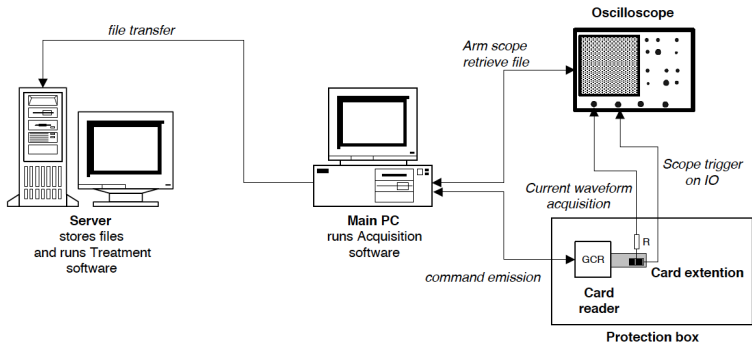 Oscilloscope
file transfer
Arm scope
retrieve file
Scope trigger
on IO
Current waveform
acquisition
Server
stores files
and runs Treatment
software
Main PC
runs Acquisition
software
R
GCR
command emission
Card extention
Card
reader
Protection box